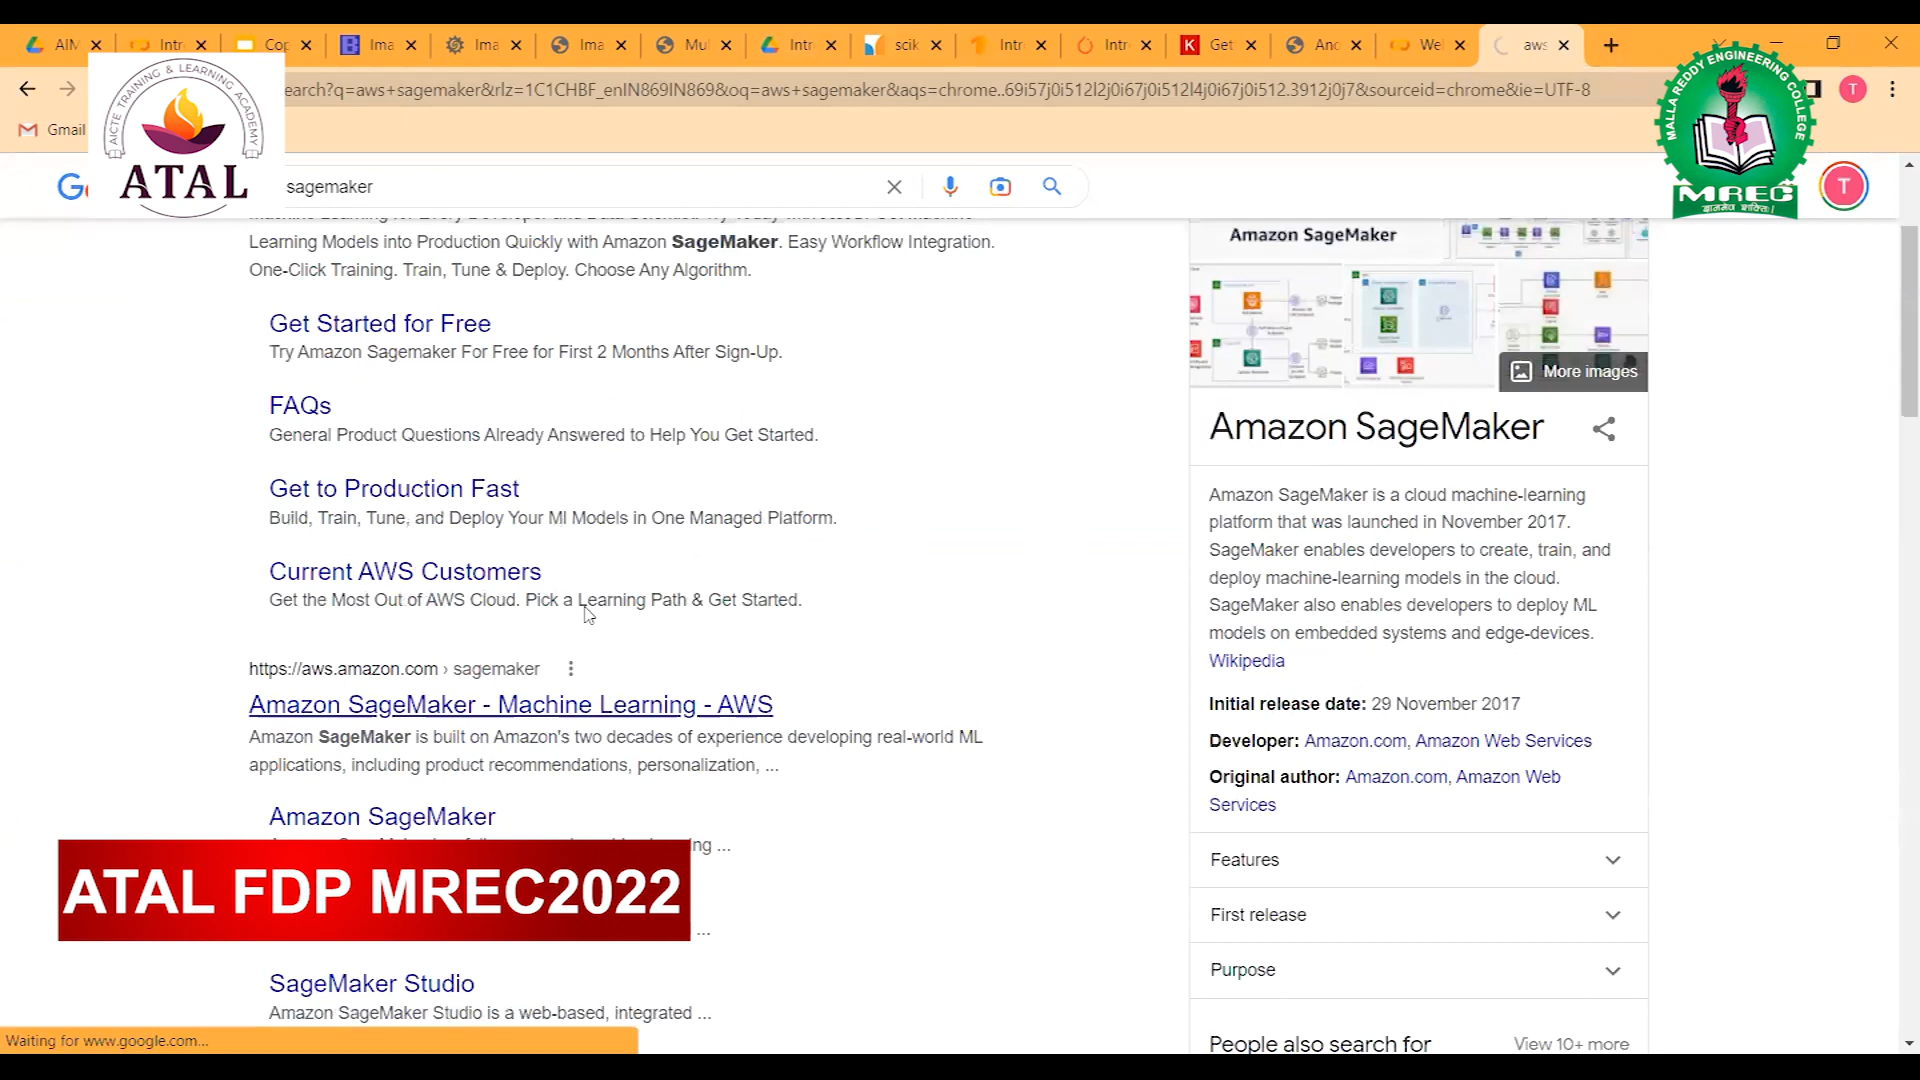 AIM
Intr
Cop
Ima
Ima
Ima
Mul
Intr
scik
Intr
Intr
Get
Anc
We
aws
earch?q=aws+sagemaker&rlz=1C1CHBF_enIN869IN869&oq=aws+sagemaker&aqs=chrome..69i57j0i512l2j0i67j0i512l4j0i67j0i512.3912j0j7&sourceid=chrome&ie=UTF-8
T
Gmail
AICTE TRAINING & LEARNING ACADEMY
ATAL
MALLA REDDY ENGINEERING COLLEGE
MREC
sagemaker
T
Learning Models into Production Quickly with Amazon SageMaker. Easy Workflow Integration.
One-Click Training. Train, Tune & Deploy. Choose Any Algorithm.
Get Started for Free
Try Amazon Sagemaker For Free for First 2 Months After Sign-Up.
FAQs
General Product Questions Already Answered to Help You Get Started.
Get to Production Fast
Build, Train, Tune, and Deploy Your Ml Models in One Managed Platform.
Current AWS Customers
Get the Most Out of AWS Cloud. Pick a Learning Path & Get Started.
https://aws.amazon.com › sagemaker
Amazon SageMaker - Machine Learning - AWS
Amazon SageMaker is built on Amazon's two decades of experience developing real-world ML
applications, including product recommendations, personalization, ...
Amazon SageMaker
ng ...
ATAL FDP MREC2022
...
SageMaker Studio
Amazon SageMaker Studio is a web-based, integrated ...
Waiting for www.google.com...
Amazon SageMaker
More images
Amazon SageMaker
Amazon SageMaker is a cloud machine-learning
platform that was launched in November 2017.
SageMaker enables developers to create, train, and
deploy machine-learning models in the cloud.
SageMaker also enables developers to deploy ML
models on embedded systems and edge-devices.
Wikipedia
Initial release date: 29 November 2017
Developer: Amazon.com, Amazon Web Services
Original author: Amazon.com, Amazon Web
Services
Features
First release
Purpose
People also search for
View 10+ more